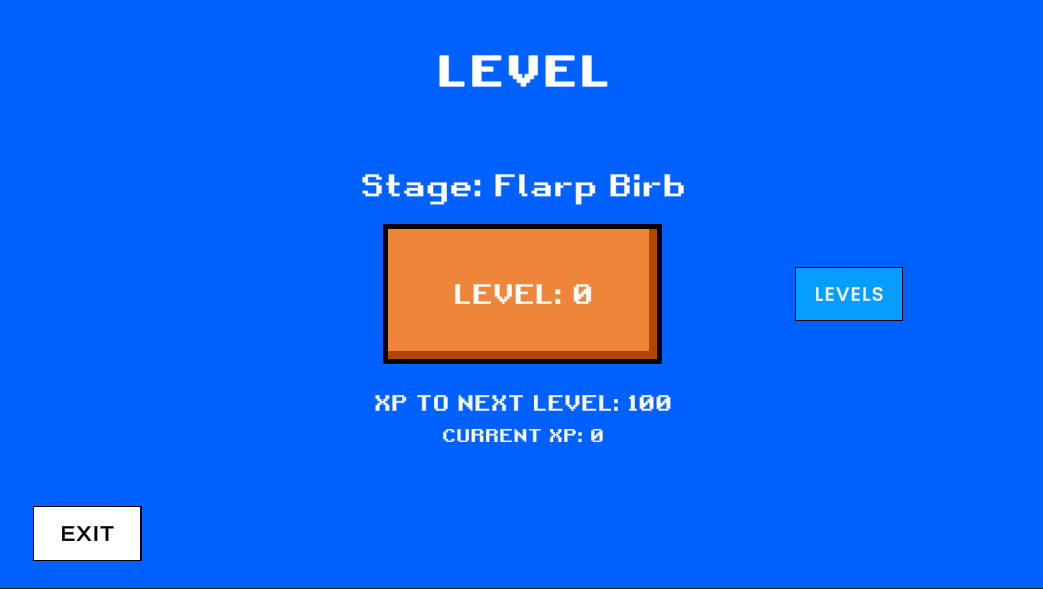 LEVEL
Stage: Flarp Birb
LEVEL: 0
LEVELS
XP TO NEXT LEVEL: 100
CURRENT XP: 0
EXIT